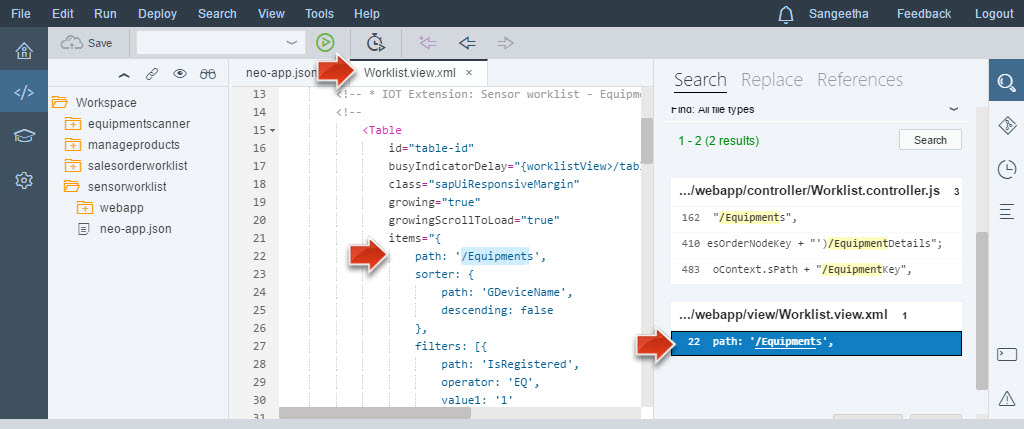 File Edit Run Deploy Search View Tools Help Sangeetha Feedback Logout
Save
neo-app.json Worklist.view.xml ×
Workspace
equipmentscanner
manageproducts
salesorderworklist
sensorworklist
webapp
neo-app.json
13 <!-- * IOT Extension: Sensor worklist - Equipm
14 <!--
15 <Table
16 id="table-id"
17 busyIndicatorDelay="{worklistView>/tabl
18 class="sapUiResponsiveMargin"
19 growing="true"
20 growingScrollToLoad="true"
21 items="{
22 path: '/Equipments',
23 sorter: {
24 path: 'GDeviceName',
25 descending: false
26 },
27 filters: [{
28 path: 'IsRegistered',
29 operator: 'EQ',
30 value1: '1'
31
Search Replace References
Find: All file types
1 - 2 (2 results)
Search
.../webapp/controller/Worklist.controller.js 3
162 "/Equipments",
410 esOrderNodeKey + "')/EquipmentDetails";
483 oContext.sPath + "/EquipmentKey",
.../webapp/view/Worklist.view.xml 1
22 path: '/Equipments',